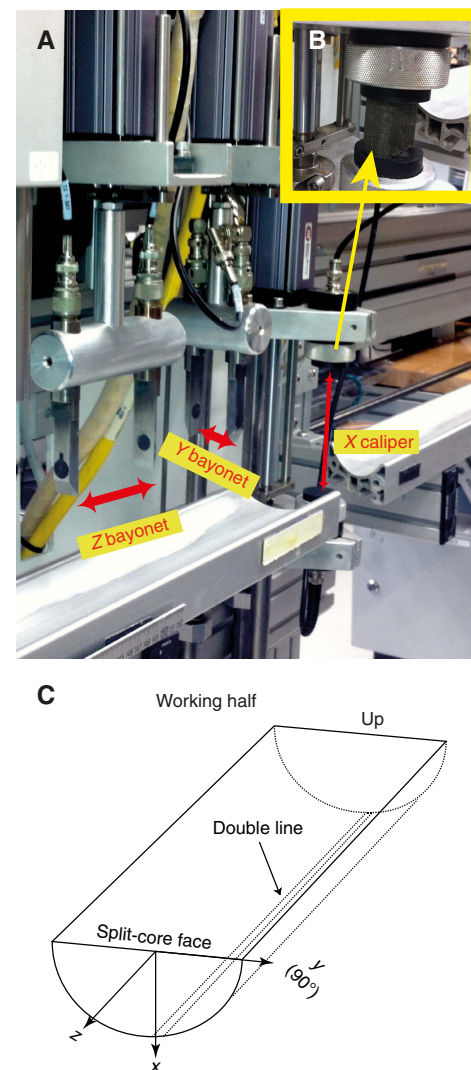 A
B
X caliper
Y bayonet
Z bayonet
C
Working half
Up
Double line
Split-core face
y
(90°)
z
x